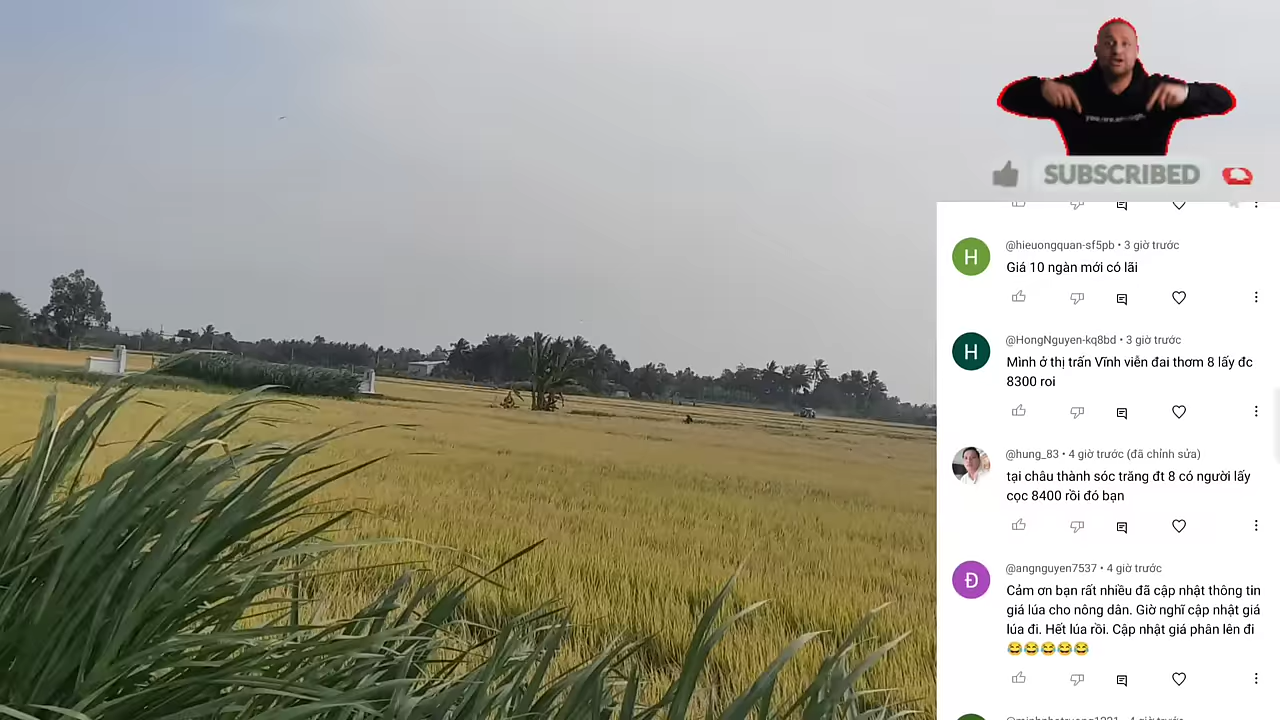 SUBSCRIBED
@hieuongquan-sf5pb • 3 giờ trước
H
Giá 10 ngàn mới có lãi
@HongNguyen-kq8bd • 3 giờ trước
H
Mình ở thị trấn Vĩnh viễn đai thơm 8 lấy đc
8300 roi
@hung_83 • 4 giờ trước (đã chỉnh sửa)
tại châu thành sóc trăng đt 8 có người lấy
cọc 8400 rồi đó bạn
@angnguyen7537 • 4 giờ trước
Đ
Cảm ơn bạn rất nhiều đã cập nhật thông tin
giá lúa cho nông dân. Giờ nghĩ cập nhật giá
lúa đi. Hết lúa rồi. Cập nhật giá phân lên đi
😂😂😂😂😂